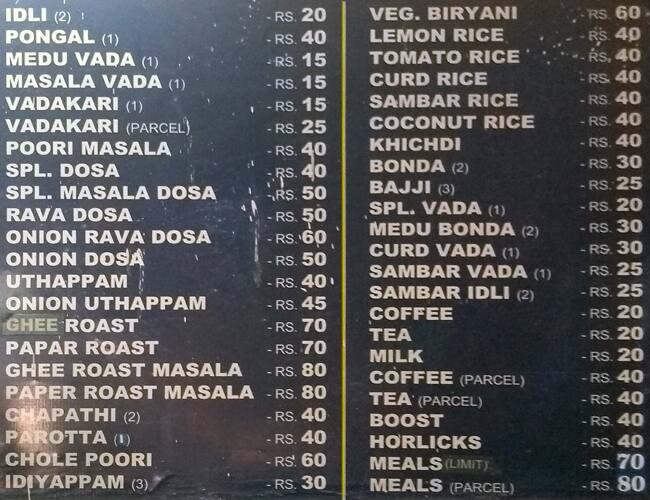 IDLI (2) - RS. 20
PONGAL (1) - RS. 40
MEDU VADA (1) - RS. 15
MASALA VADA (1) - RS. 15
VADAKARI (1) - RS. 15
VADAKARI (PARCEL) - RS. 25
POORI MASALA - RS. 40
SPL. DOSA - RS. 40
SPL. MASALA DOSA - RS. 50
RAVA DOSA - RS. 50
ONION RAVA DOSA - RS. 60
ONION DOSA - RS. 50
UTHAPPAM - RS. 40
ONION UTHAPPAM - RS. 45
GHEE ROAST - RS. 70
PAPAR ROAST - RS. 70
GHEE ROAST MASALA - RS. 80
PAPER ROAST MASALA - RS. 80
CHAPATHI (2) - RS. 40
PAROTTA (1) - RS. 40
CHOLE POORI - RS. 60
IDIYAPPAM (3) - RS. 30
VEG. BIRYANI - RS. 60
LEMON RICE - RS. 40
TOMATO RICE - RS. 40
CURD RICE - RS. 40
SAMBAR RICE - RS. 40
COCONUT RICE - RS. 40
KHICHDI - RS. 40
BONDA (2) - RS. 30
BAJJI (3) - RS. 25
SPL. VADA (1) - RS. 20
MEDU BONDA (2) - RS. 30
CURD VADA (1) - RS. 30
SAMBAR VADA (1) - RS. 25
SAMBAR IDLI (2) - RS. 25
COFFEE - RS. 20
TEA - RS. 20
MILK - RS. 20
COFFEE (PARCEL) - RS. 40
TEA (PARCEL) - RS. 40
BOOST - RS. 40
HORLICKS - RS. 40
MEALS (LIMIT) - RS. 70
MEALS (PARCEL) - RS. 80